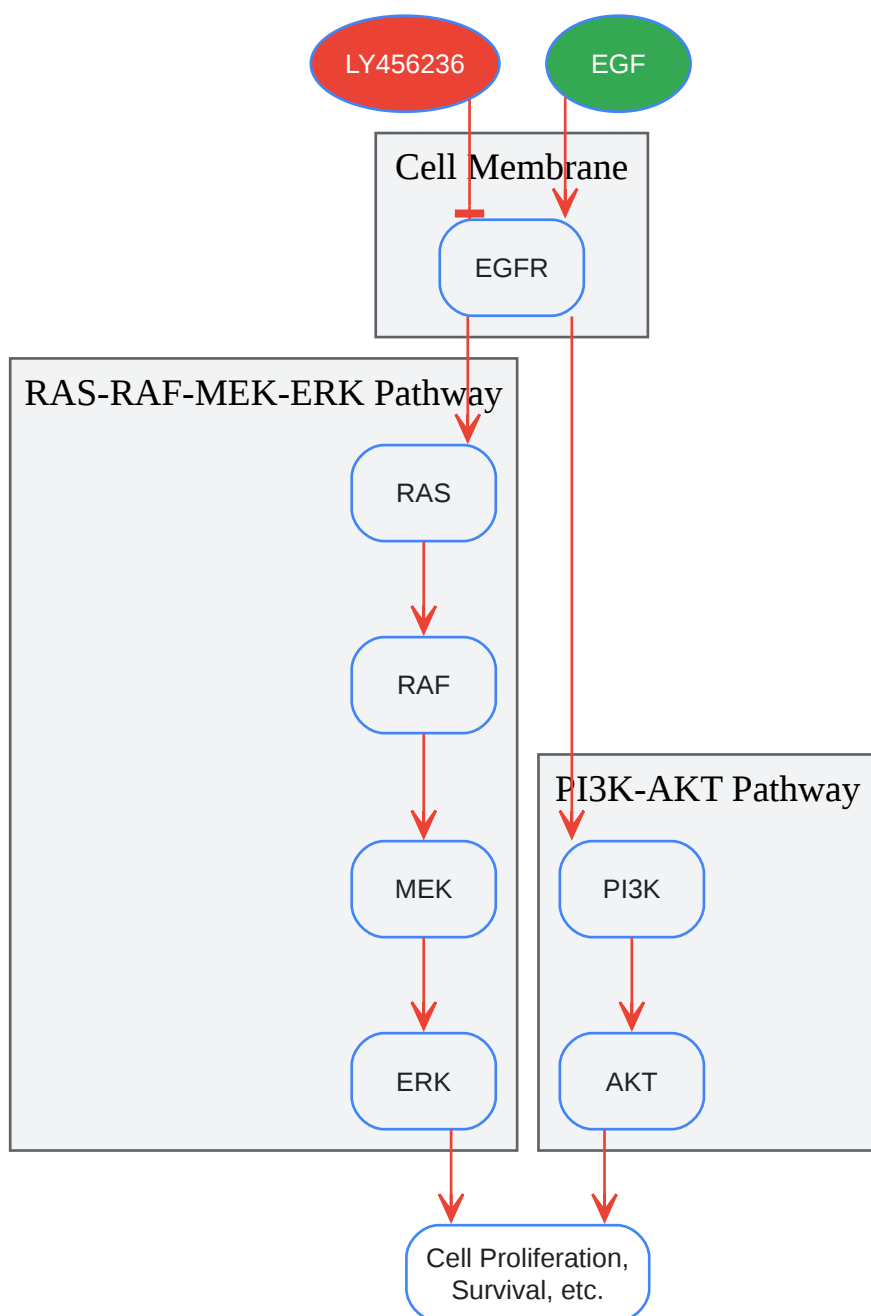 LY456236
EGF
Cell Membrane
EGFR
RAS-RAF-MEK-ERK Pathway
RAS
RAF
PI3K-AKT Pathway
MEK
PI3K
ERK
AKT
Cell Proliferation,
Survival, etc.